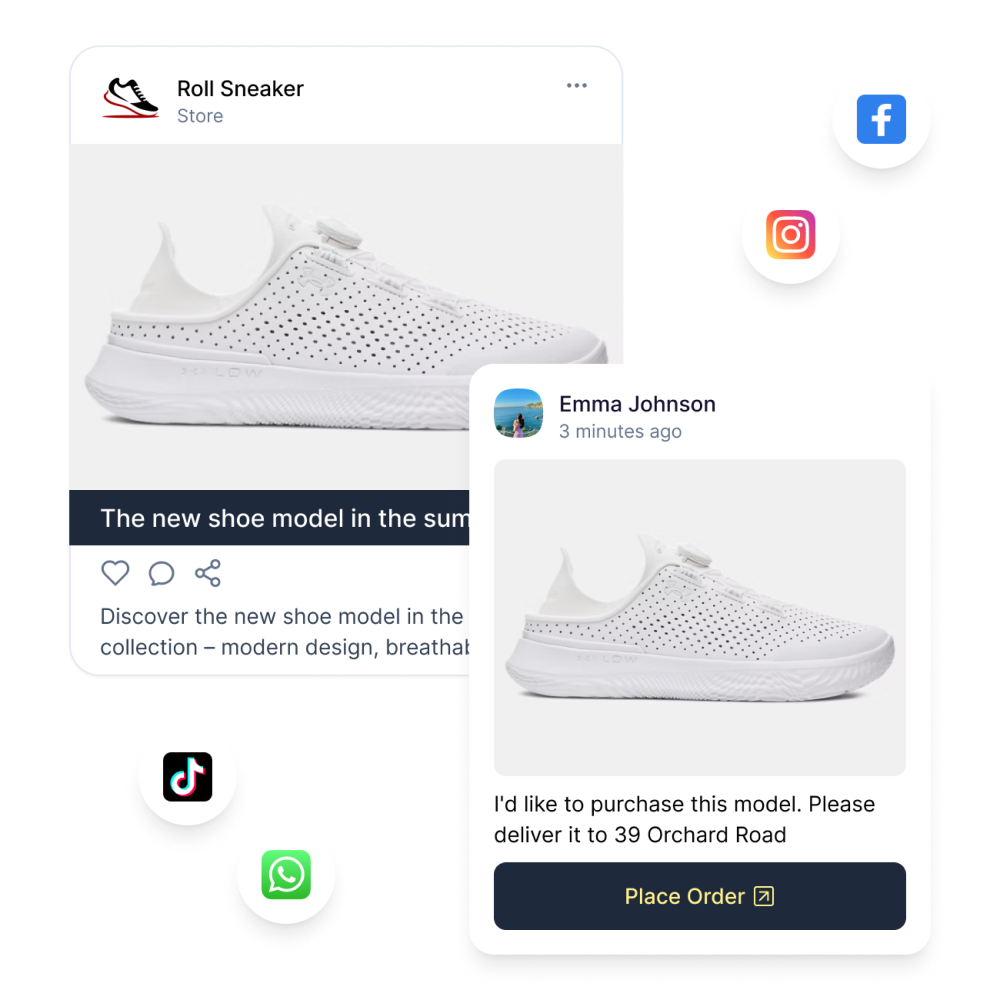 Roll Sneaker
Store
The new shoe model in the sum
Discover the new shoe model in the
collection – modern design, breathab
Emma Johnson
3 minutes ago
I'd like to purchase this model. Please
deliver it to 39 Orchard Road
Place Order